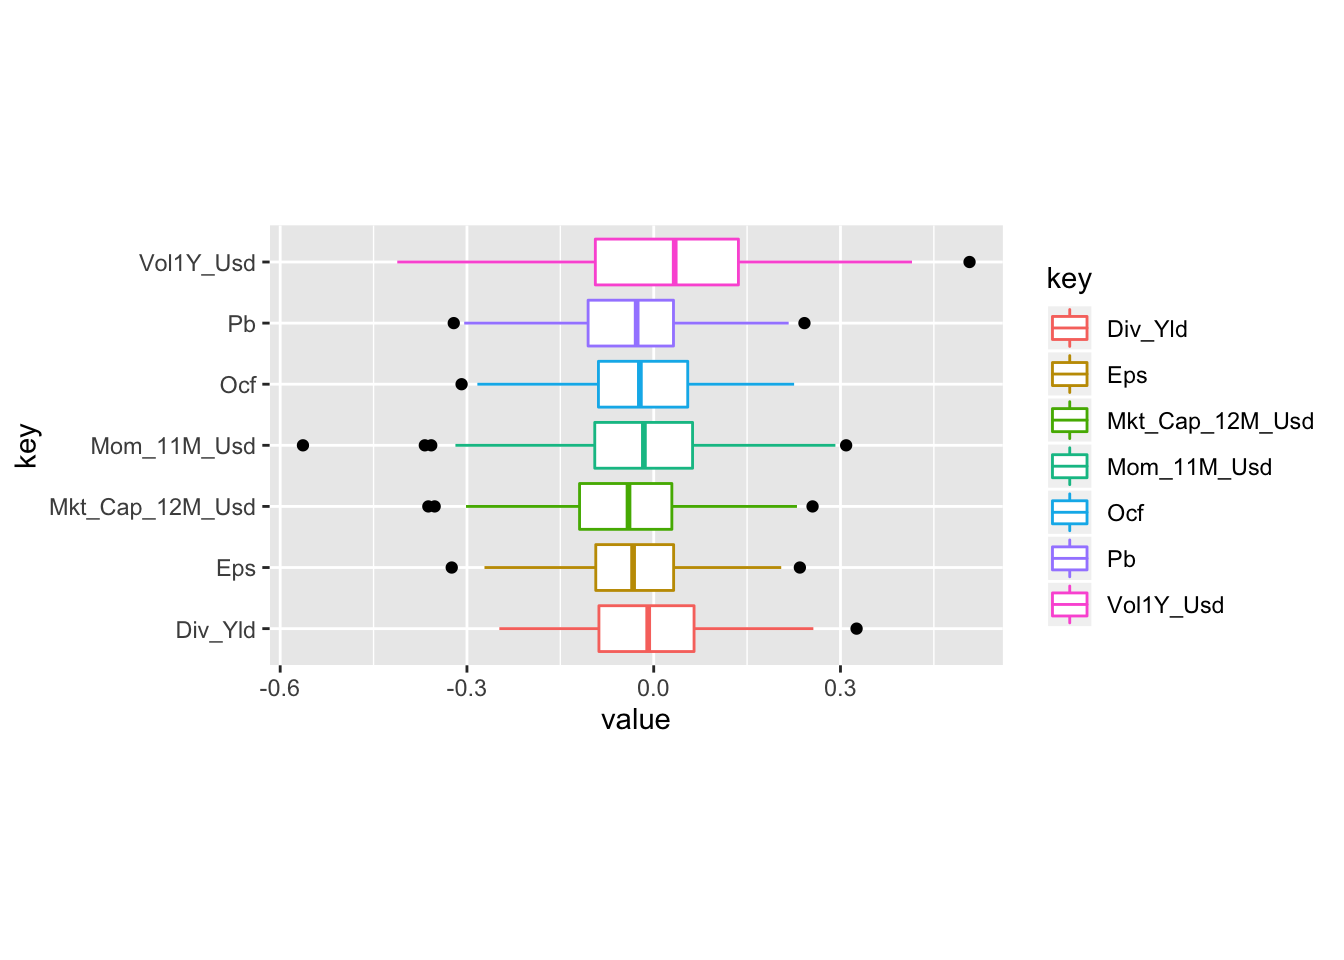 key
Vol1Y_Usd
Pb
Ocf
Mom_11M_Usd
Mkt_Cap_12M_Usd
Eps
Div_Yld
-0.6
-0.3
0.0
0.3
value
key
Div_Yld
Eps
Mkt_Cap_12M_Usd
Mom_11M_Usd
Ocf
Pb
Vol1Y_Usd